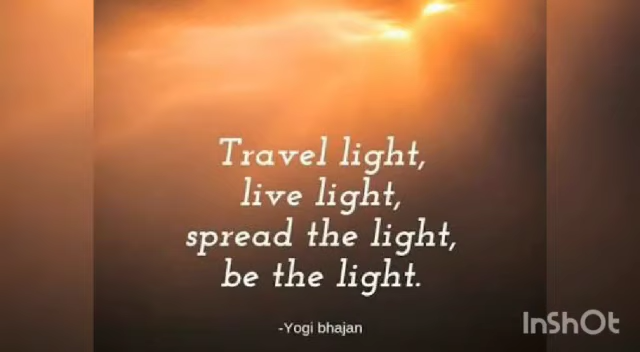 Travel light,
live light,
spread the light,
be the light.
-Yogi bhajan
InShOt